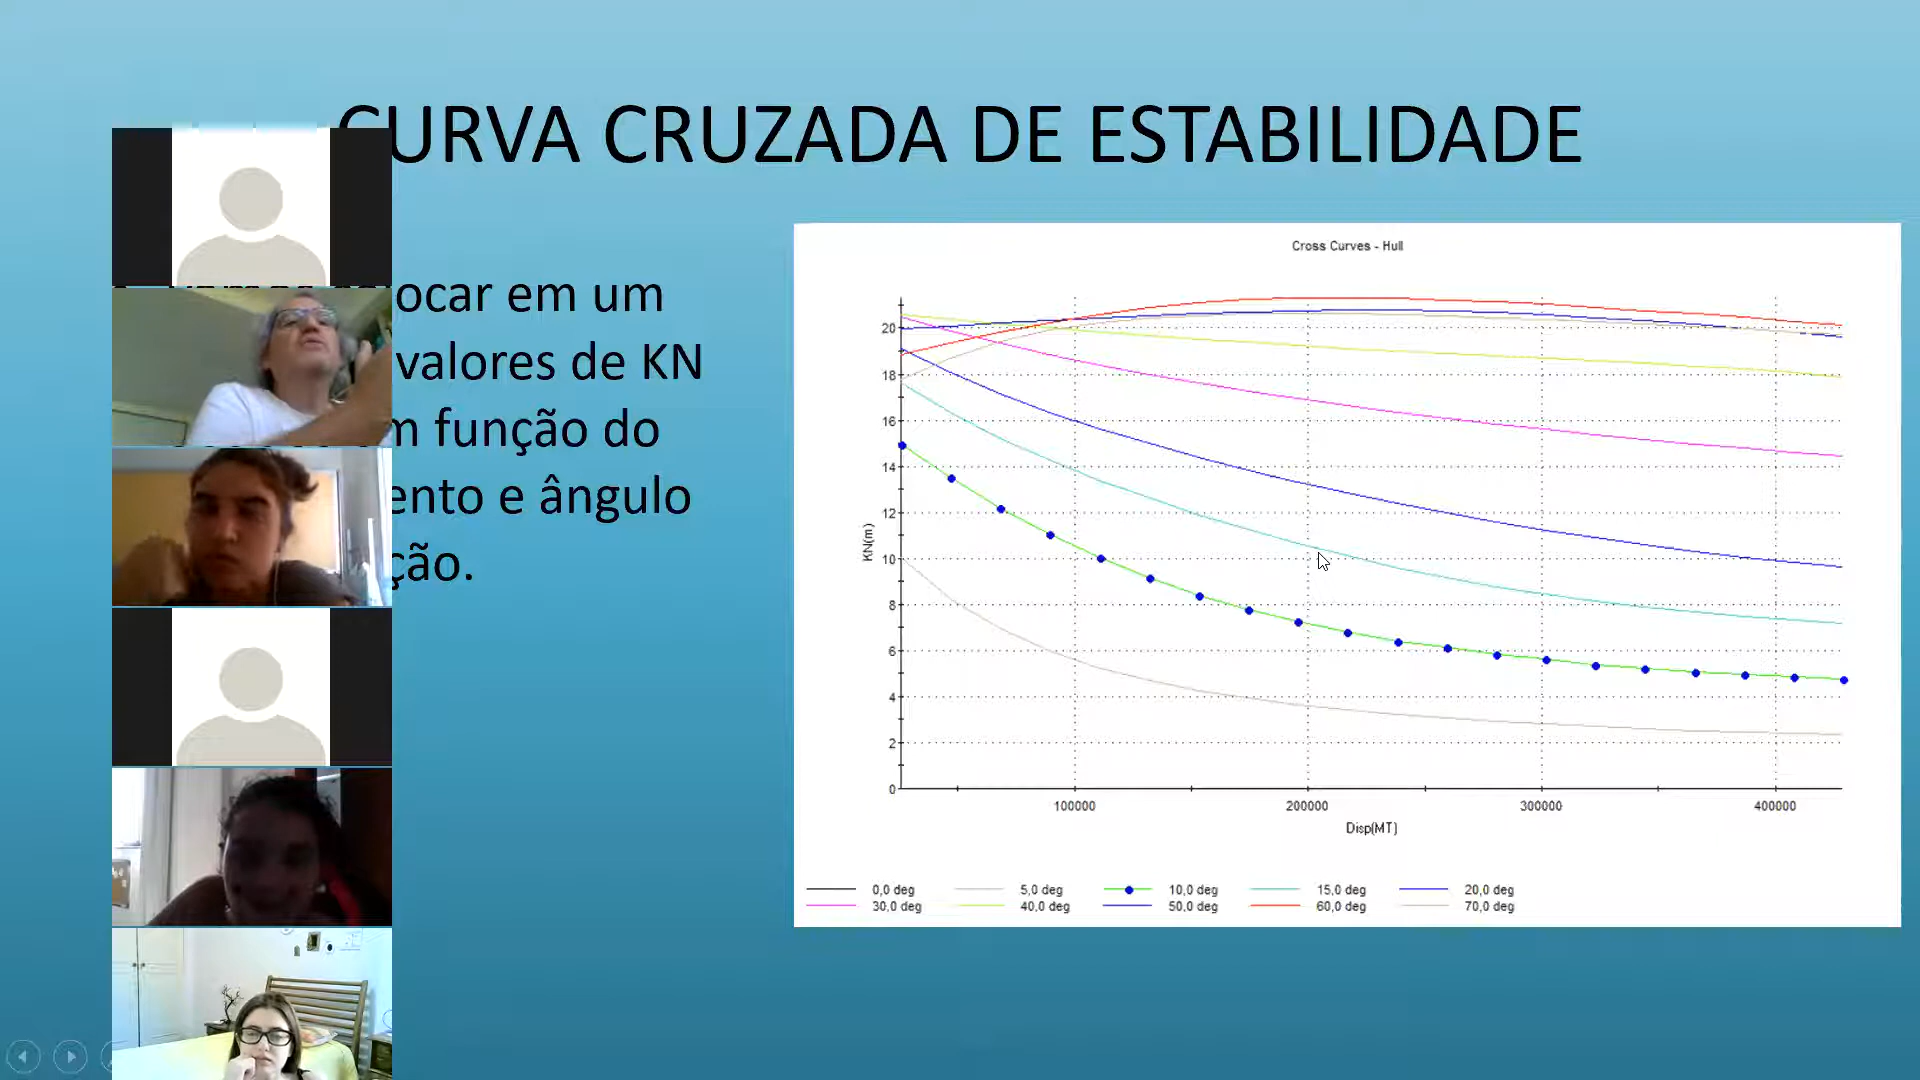 CURVA CRUZADA DE ESTABILIDADE
ocar em um
valores de KN
m função do
ento e ângulo
ção.
Cross Curves - Hull
20
18
16
14
12
10
8
6
4
2
0
KN(m)
100000 200000 300000 400000
Disp(MT)
0,0 deg 5,0 deg 10,0 deg 15,0 deg 20,0 deg
30,0 deg 40,0 deg 50,0 deg 60,0 deg 70,0 deg